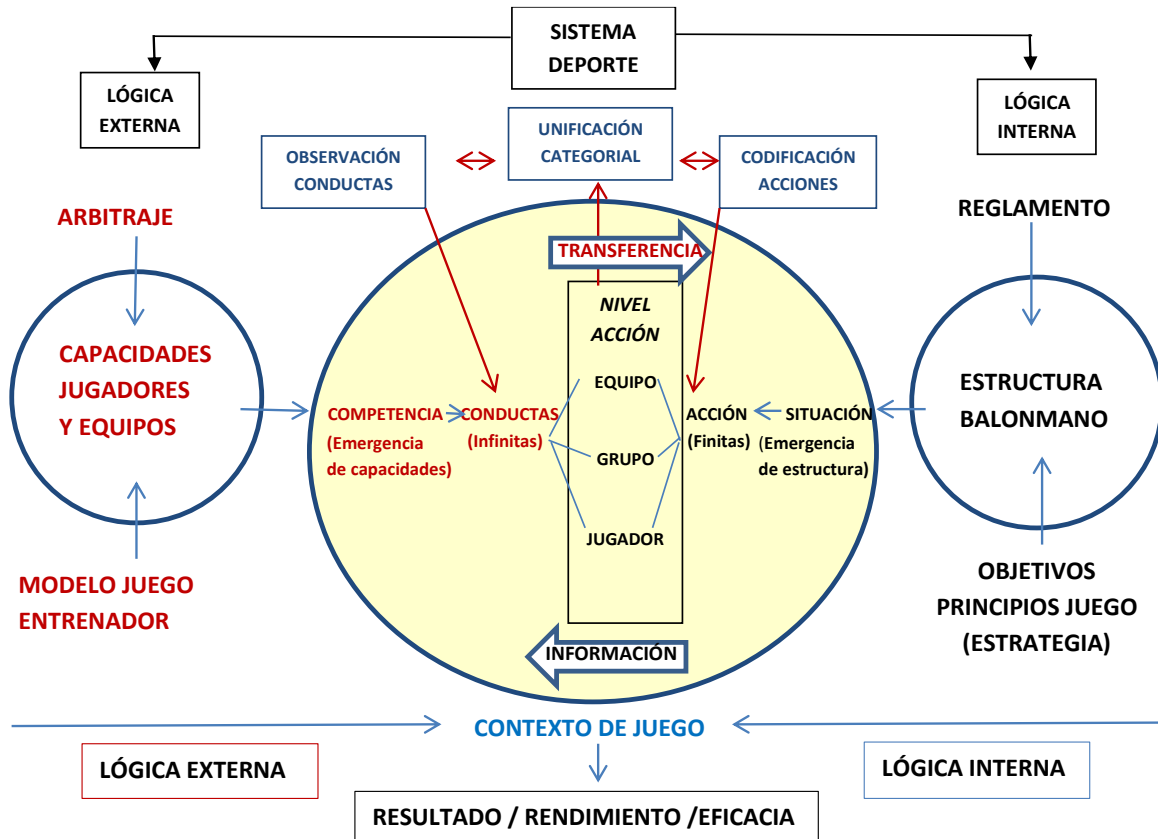 SISTEMA
DEPORTE
LÓGICA
EXTERNA
LÓGICA
INTERNA
UNIFICACIÓN
CATEGORIAL
OBSERVACIÓN
CONDUCTAS
CODIFICACIÓN
ACCIONES
ARBITRAJE
REGLAMENTO
TRANSFERENCIA
NIVEL
ACCIÓN
CAPACIDADES
JUGADORES
Y EQUIPOS
EQUIPO
GRUPO
JUGADOR
COMPETENCIA
(Emergencia
de capacidades)
CONDUCTAS
(Infinitas)
ACCIÓN
(Finitas)
SITUACIÓN
(Emergencia
de estructura)
ESTRUCTURA
BALONMANO
MODELO JUEGO
ENTRENADOR
OBJETIVOS
PRINCIPIOS JUEGO
(ESTRATEGIA)
INFORMACIÓN
CONTEXTO DE JUEGO
LÓGICA EXTERNA
LÓGICA INTERNA
RESULTADO / RENDIMIENTO /EFICACIA